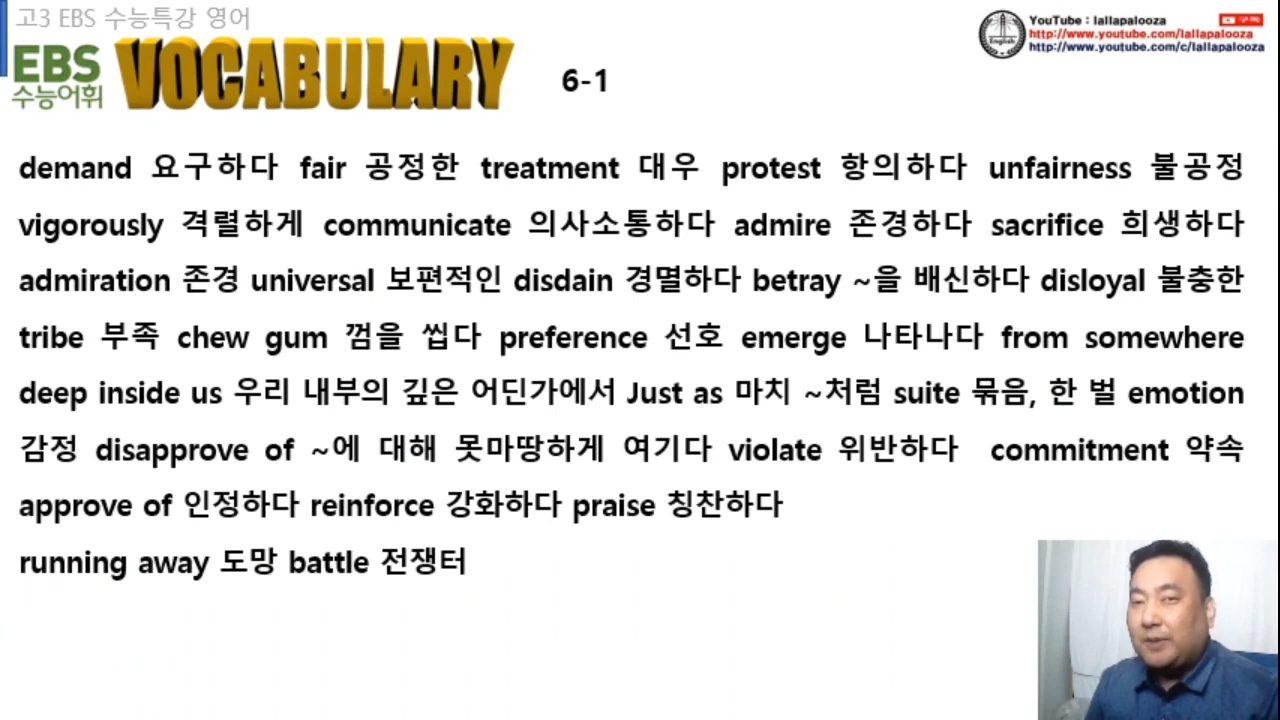 고3 EBS 수능특강 영어
EBS
수능어휘
VOCABULARY
6-1
English
YouTube : lallapalooza
구독
http://www.youtube.com/lallapalooza
http://www.youtube.com/c/lallapalooza
demand 요구하다 fair 공정한 treatment 대우 protest 항의하다 unfairness 불공정
vigorously 격렬하게 communicate 의사소통하다 admire 존경하다 sacrifice 희생하다
admiration 존경 universal 보편적인 disdain 경멸하다 betray ~을 배신하다 disloyal 불충한
tribe 부족 chew gum 껌을 씹다 preference 선호 emerge 나타나다 from somewhere
deep inside us 우리 내부의 깊은 어딘가에서 Just as 마치 ~처럼 suite 묶음, 한 벌 emotion
감정 disapprove of ~에 대해 못마땅하게 여기다 violate 위반하다 commitment 약속
approve of 인정하다 reinforce 강화하다 praise 칭찬하다
running away 도망 battle 전쟁터